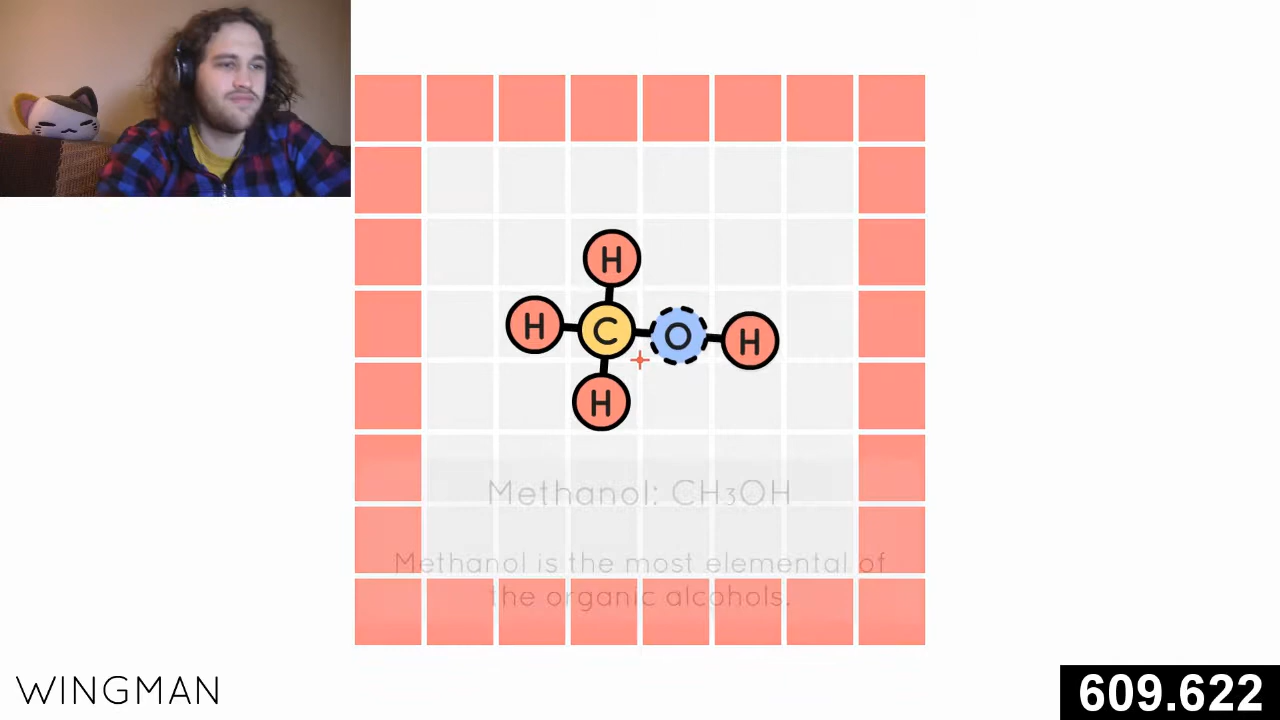 H
H C O H
H
Methanol: CH₃OH
Methanol is the most elemental of
the organic alcohols.
WINGMAN
609.622